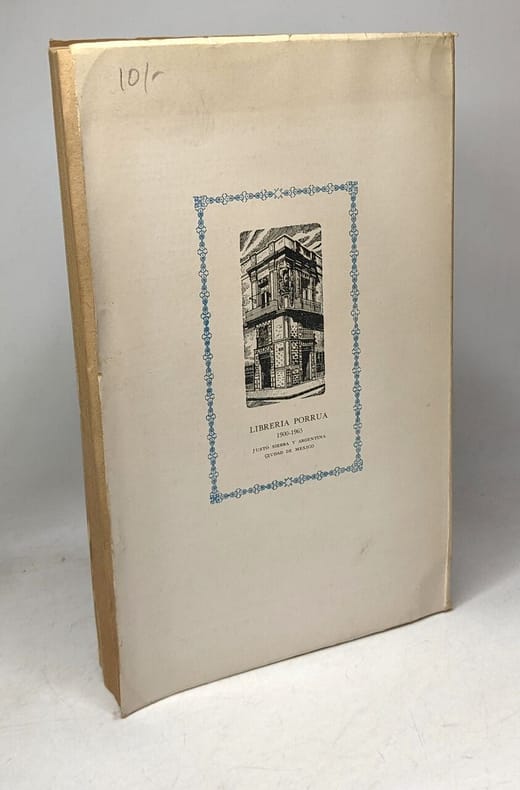 10/-
LIBRERIA PORRUA
1900-1965
JUSTO SIERRA Y ARGENTINA
CIUDAD DE MEXICO